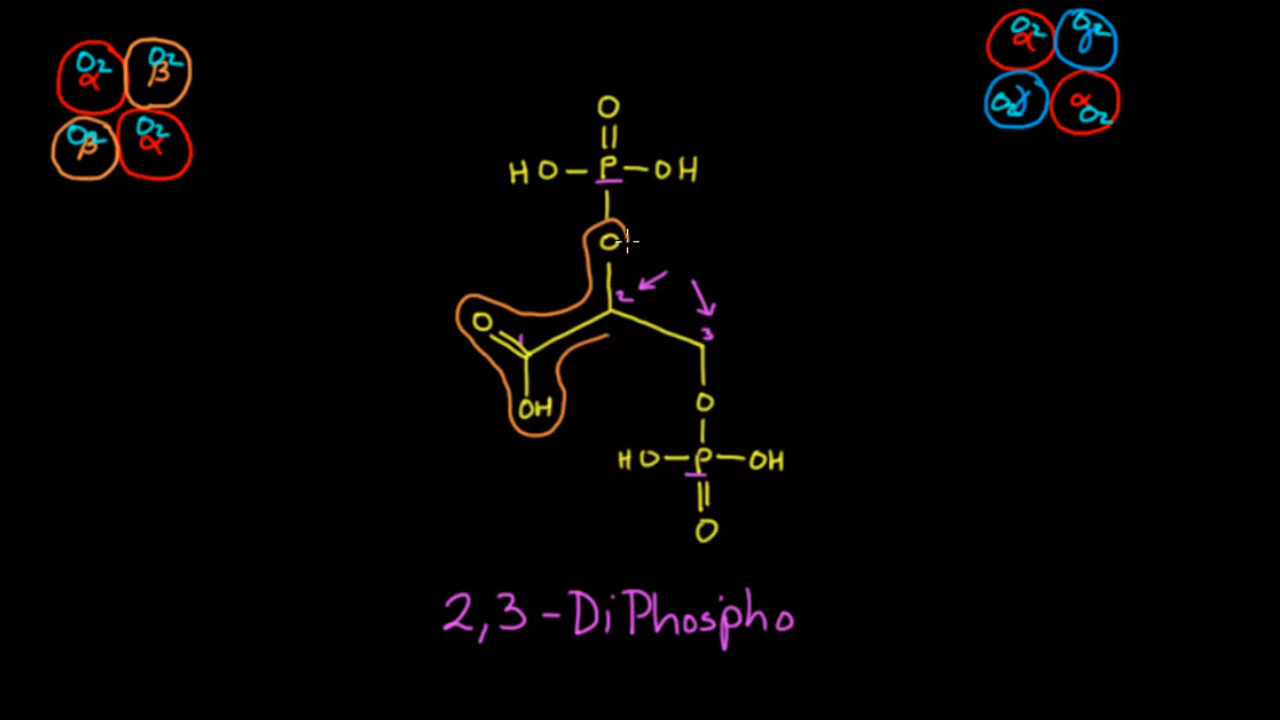 O2 α O2 β
O2 β O2 α
O2 α O2 γ
O2 γ α O2
O
HO P OH
O
2
3
O 1
OH
O
HO P OH
O
2,3-DiPhospho